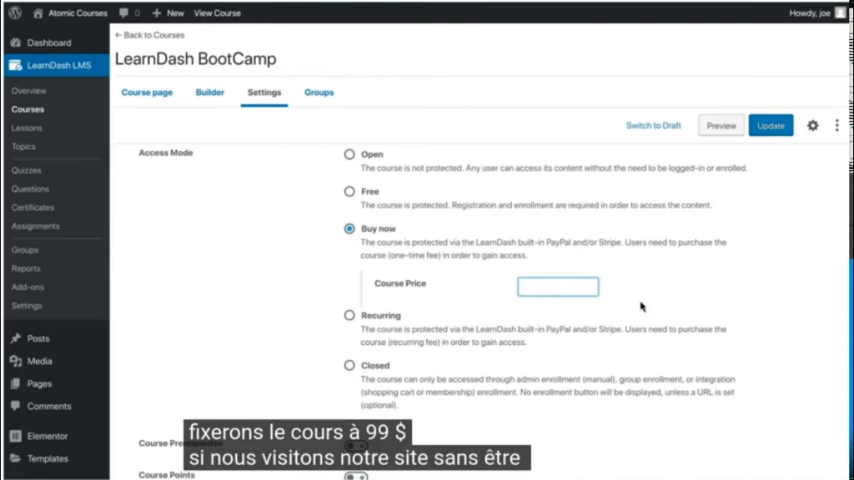 Atomic Courses 0 New View Course Howdy, joe
Dashboard
LearnDash LMS
Overview
Courses
Lessons
Topics
Quizzes
Questions
Certificates
Assignments
Groups
Reports
Add-ons
Settings
Posts
Media
Pages
Comments
Elementor
Templates
Back to Courses
LearnDash BootCamp
Course page Builder Settings Groups
Switch to Draft Preview Update
Access Mode
Open
The course is not protected. Any user can access its content without the need to be logged-in or enrolled.
Free
The course is protected. Registration and enrollment are required in order to access the content.
Buy now
The course is protected via the LearnDash built-in PayPal and/or Stripe. Users need to purchase the
course (one-time fee) in order to gain access.
Course Price
Recurring
The course is protected via the LearnDash built-in PayPal and/or Stripe. Users need to purchase the
course (recurring fee) in order to gain access.
Closed
The course can only be accessed through admin enrollment (manual), group enrollment, or integration
(shopping cart or membership) enrollment. No enrollment button will be displayed, unless a URL is set
(optional).
fixerons le cours à 99 $
si nous visitons notre site sans être
Course Points